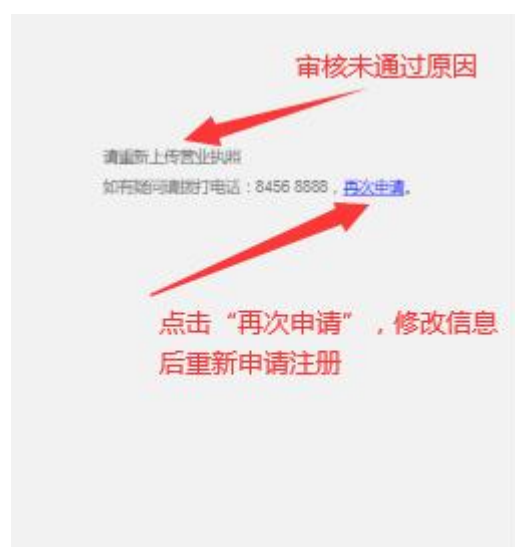 审核未通过原因
请重新上传营业执照
如有疑问请拨打电话：8456 8888，再次申请。
点击“再次申请”，修改信息
后重新申请注册